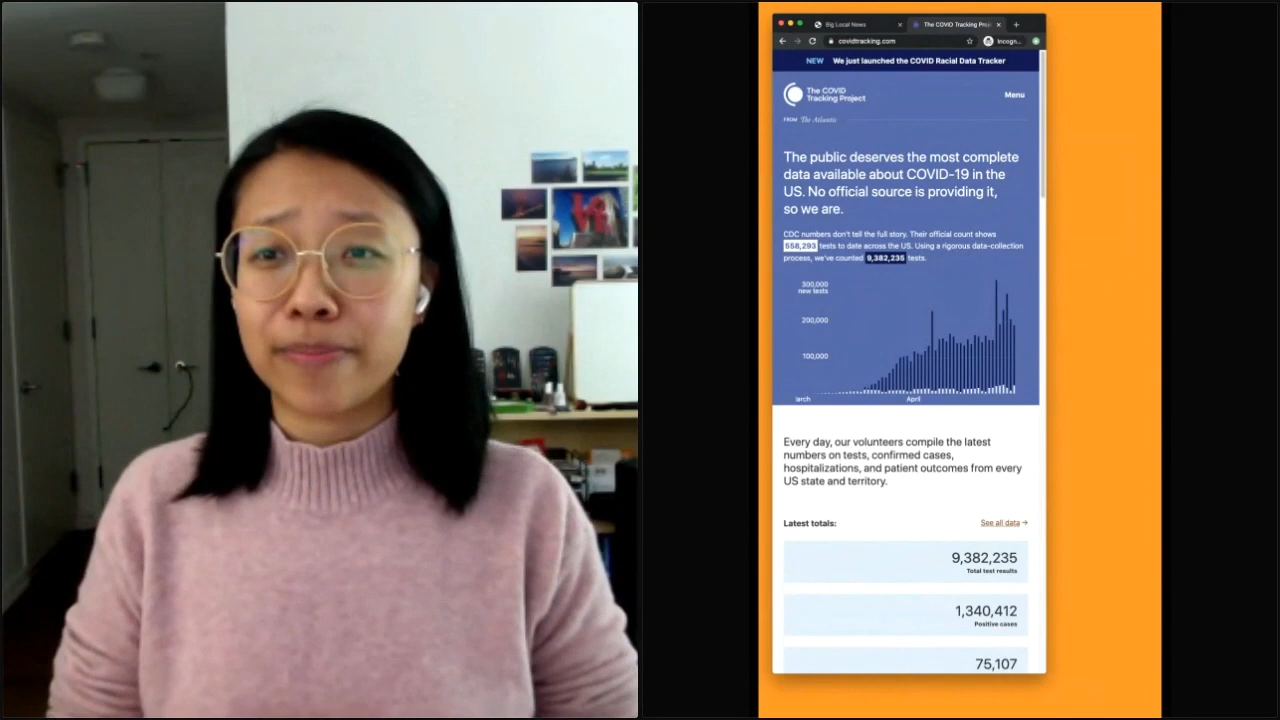 Big Local News
The COVID Tracking Proj
covidtracking.com
Incogn...
NEW We just launched the COVID Racial Data Tracker
The COVID
Tracking Project
Menu
FROM The Atlantic
The public deserves the most complete
data available about COVID-19 in the
US. No official source is providing it,
so we are.
CDC numbers don't tell the full story. Their official count shows
558,293 tests to date across the US. Using a rigorous data-collection
process, we've counted 9,382,235 tests.
300,000
new tests
200,000
100,000
larch
April
Every day, our volunteers compile the latest
numbers on tests, confirmed cases,
hospitalizations, and patient outcomes from every
US state and territory.
Latest totals:
See all data →
9,382,235
Total test results
1,340,412
Positive cases
75,107